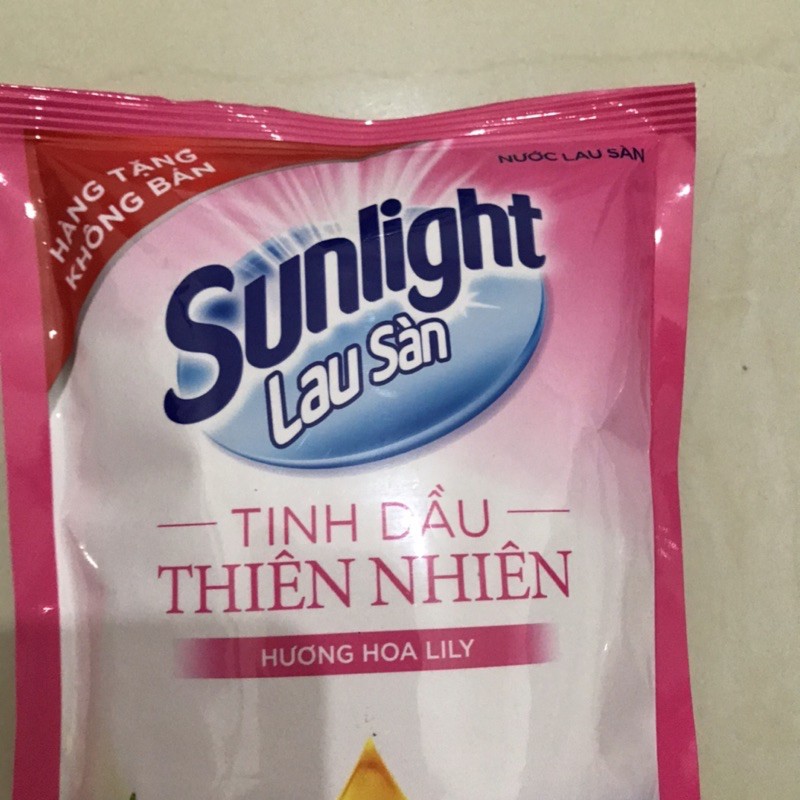 HÀNG TẶNG
KHÔNG BÁN
NƯỚC LAU SÀN
Sunlight
Lau Sàn
TINH DẦU
THIÊN NHIÊN
HƯƠNG HOA LILY